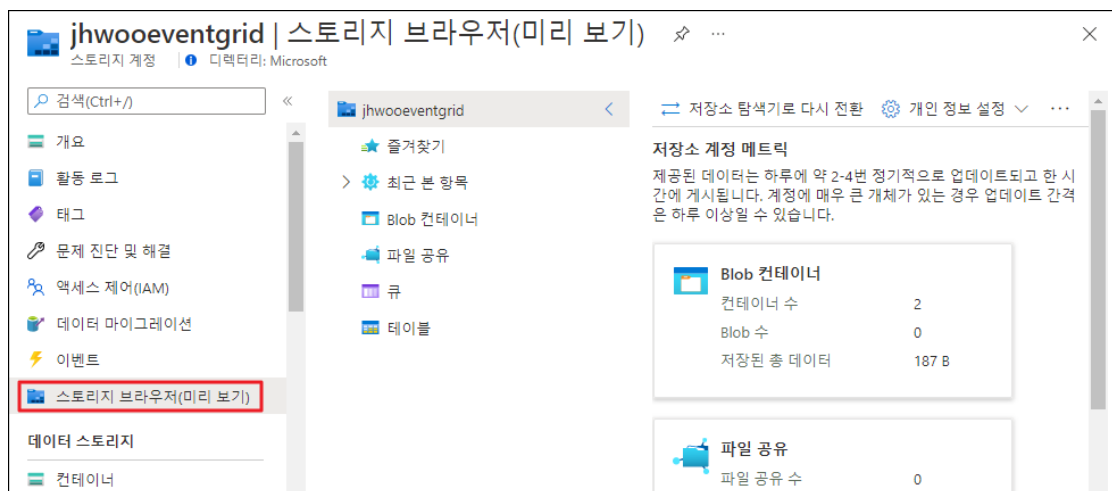 jhwooeventgrid | 스토리지 브라우저(미리 보기)
스토리지 계정 디렉터리: Microsoft
검색(Ctrl+/)
개요
활동 로그
태그
문제 진단 및 해결
액세스 제어(IAM)
데이터 마이그레이션
이벤트
스토리지 브라우저(미리 보기)
데이터 스토리지
컨테이너
jhwooeventgrid
즐겨찾기
최근 본 항목
Blob 컨테이너
파일 공유
큐
테이블
저장소 탐색기로 다시 전환 개인 정보 설정
저장소 계정 메트릭
제공된 데이터는 하루에 약 2-4번 정기적으로 업데이트되고 한 시
간에 게시됩니다. 계정에 매우 큰 개체가 있는 경우 업데이트 간격
은 하루 이상일 수 있습니다.
Blob 컨테이너
컨테이너 수 2
Blob 수 0
저장된 총 데이터 187 B
파일 공유
파일 공유 수 0